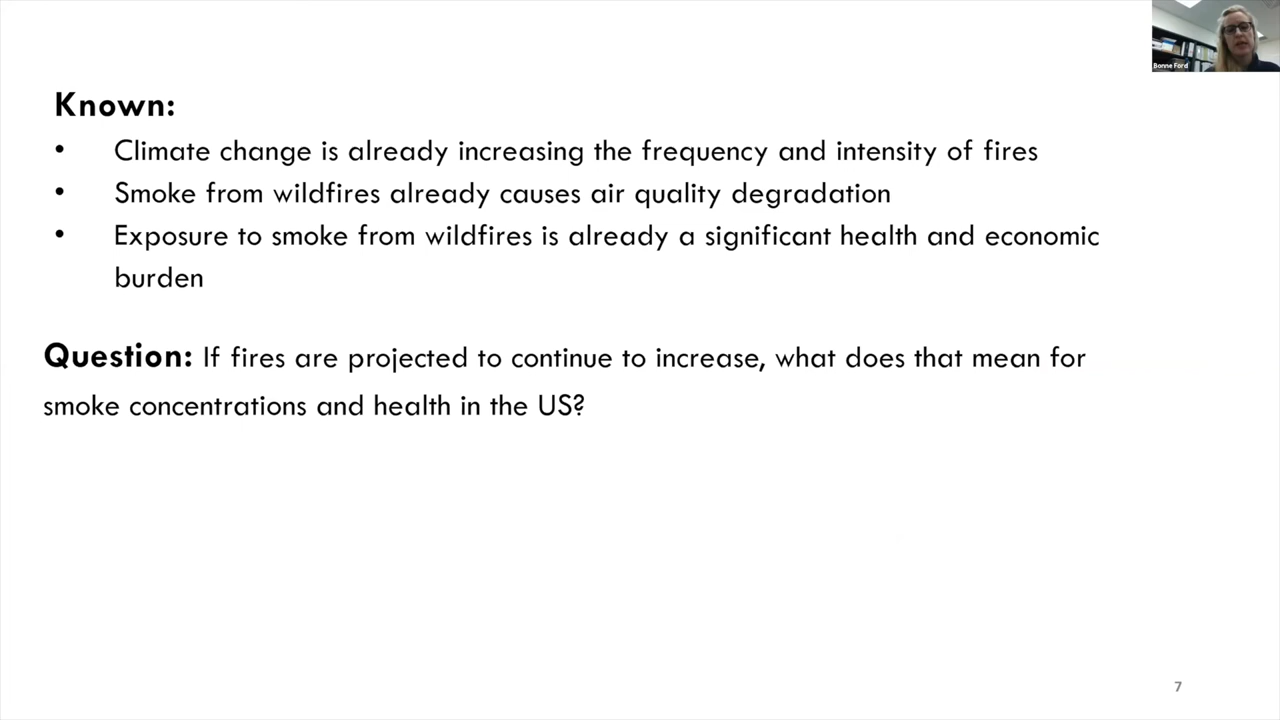 Bonne Ford
Known:
• Climate change is already increasing the frequency and intensity of fires
• Smoke from wildfires already causes air quality degradation
• Exposure to smoke from wildfires is already a significant health and economic
burden
Question: If fires are projected to continue to increase, what does that mean for
smoke concentrations and health in the US?
7